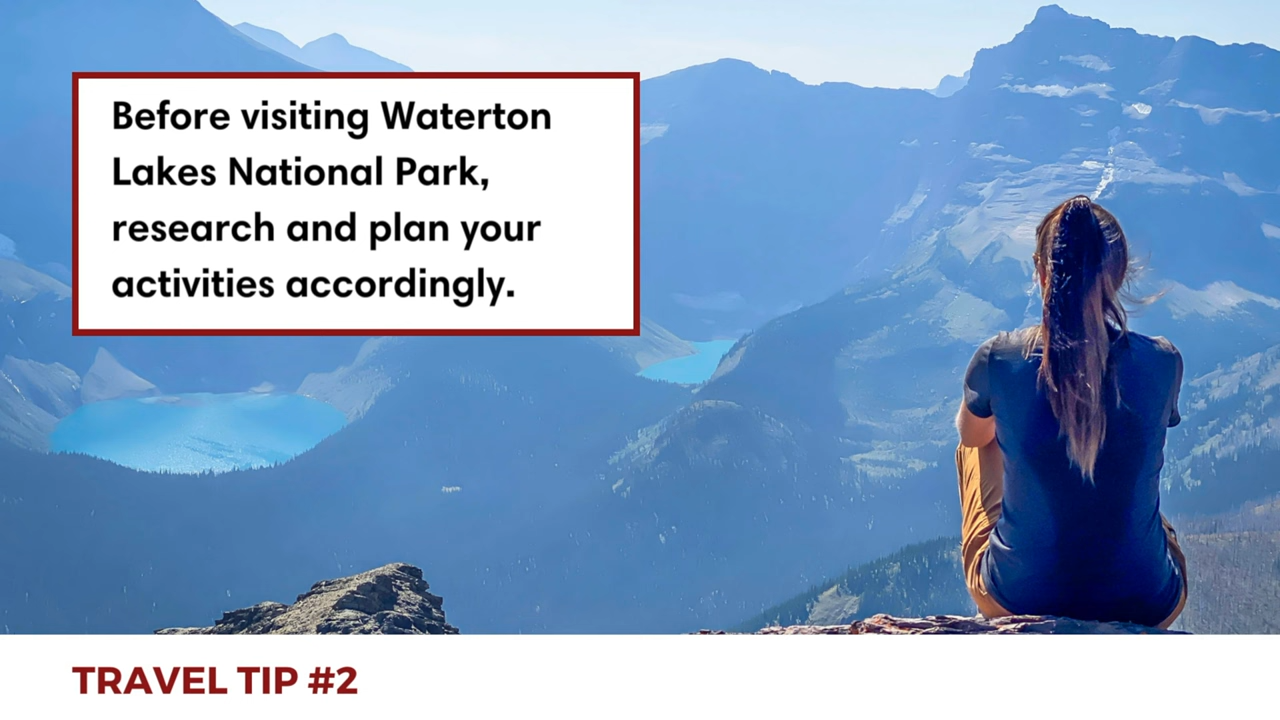 Before visiting Waterton
Lakes National Park,
research and plan your
activities accordingly.
TRAVEL TIP #2